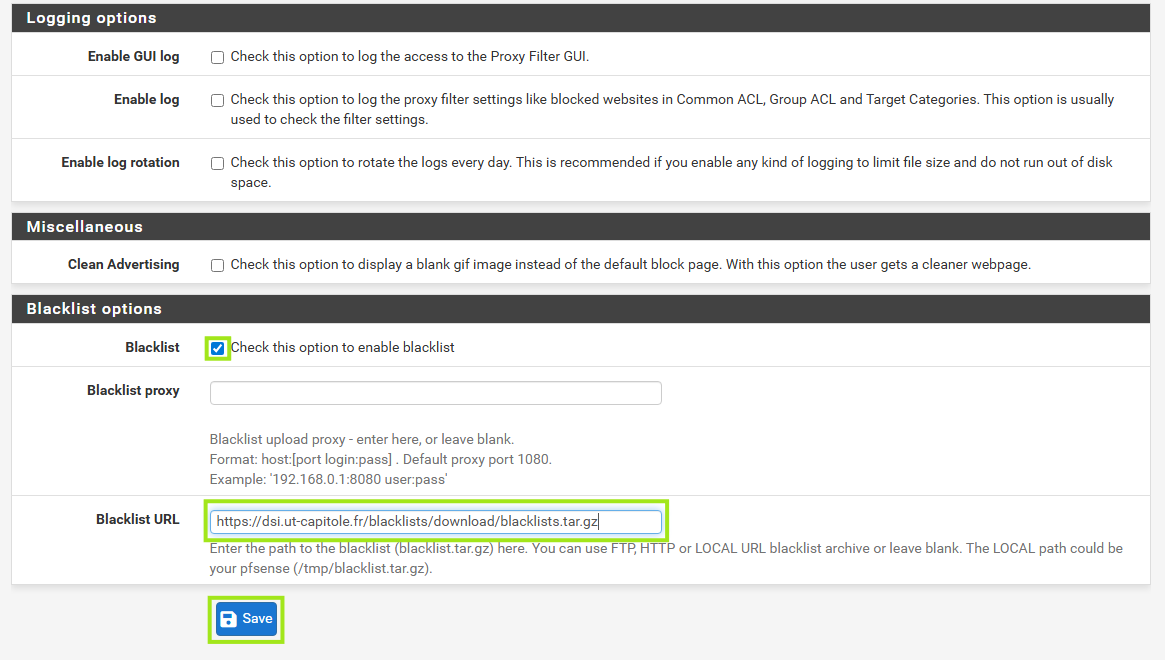 Logging options
Enable GUI log
Check this option to log the access to the Proxy Filter GUI.
Enable log
Check this option to log the proxy filter settings like blocked websites in Common ACL, Group ACL and Target Categories. This option is usually
used to check the filter settings.
Enable log rotation
Check this option to rotate the logs every day. This is recommended if you enable any kind of logging to limit file size and do not run out of disk
space.
Miscellaneous
Clean Advertising
Check this option to display a blank gif image instead of the default block page. With this option the user gets a cleaner webpage.
Blacklist options
Blacklist
Check this option to enable blacklist
Blacklist proxy
Blacklist upload proxy - enter here, or leave blank.
Format: host:[port login:pass] . Default proxy port 1080.
Example: '192.168.0.1:8080 user:pass'
Blacklist URL
https://dsi.ut-capitole.fr/blacklists/download/blacklists.tar.gz
Enter the path to the blacklist (blacklist.tar.gz) here. You can use FTP, HTTP or LOCAL URL blacklist archive or leave blank. The LOCAL path could be
your pfsense (/tmp/blacklist.tar.gz).
Save